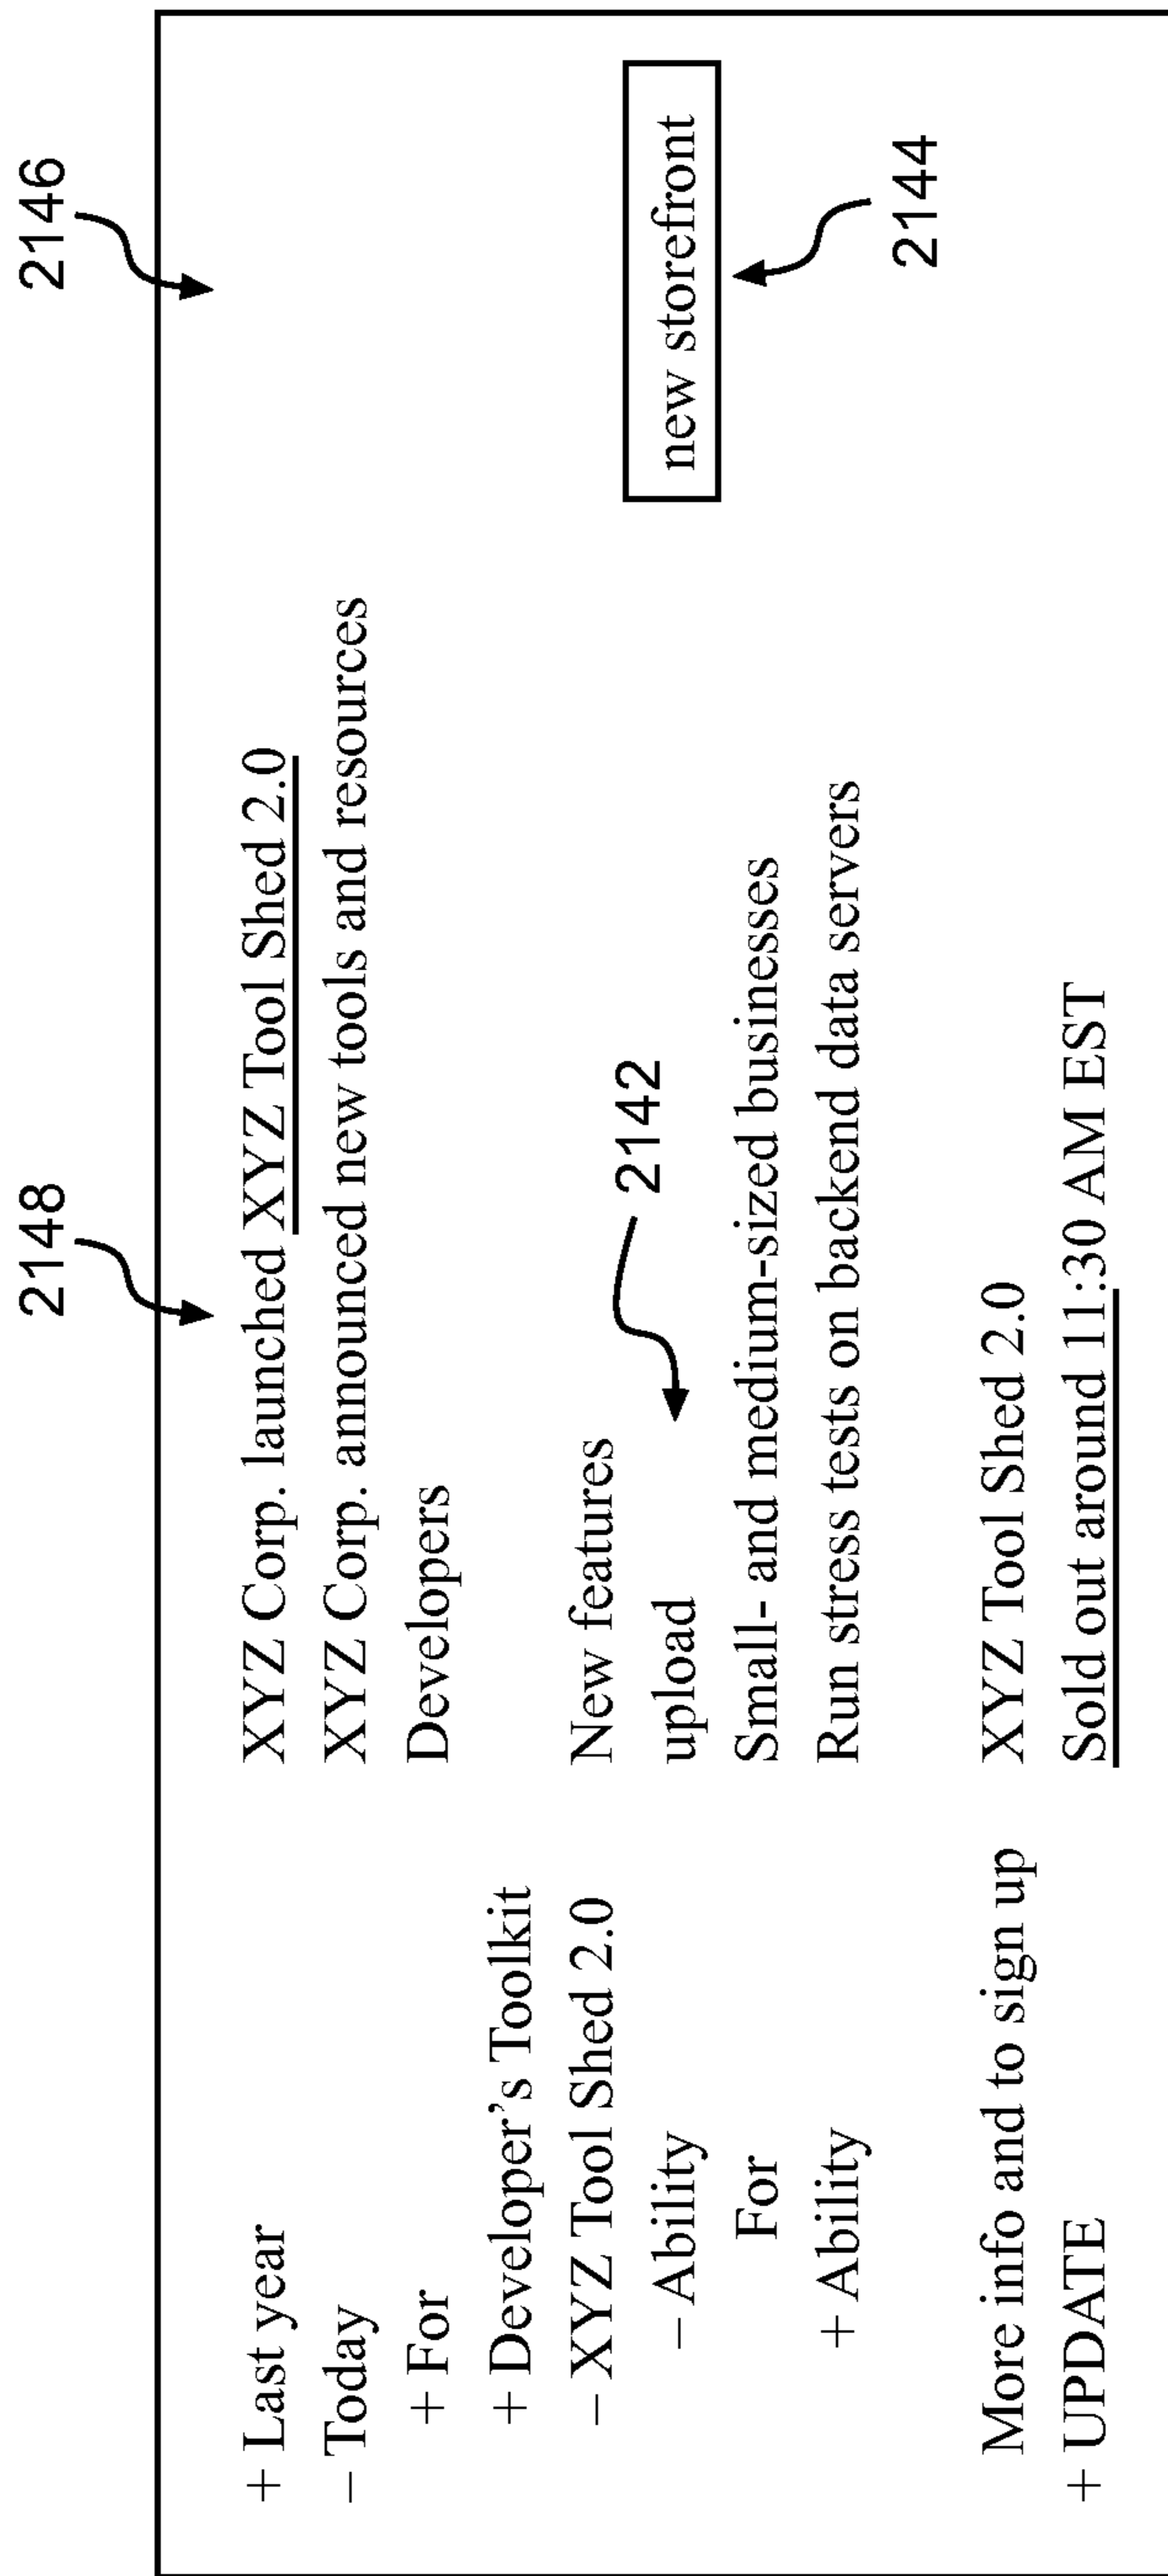 2148
2146
+ Last year XYZ Corp. launched XYZ Tool Shed 2.0
– Today XYZ Corp. announced new tools and resources
+ For Developers
+ Developer’s Toolkit
– XYZ Tool Shed 2.0 New features
2142
– Ability upload new storefront
For Small- and medium-sized businesses
+ Ability Run stress tests on backend data servers
2144
More info and to sign up XYZ Tool Shed 2.0
+ UPDATE Sold out around 11:30 AM EST